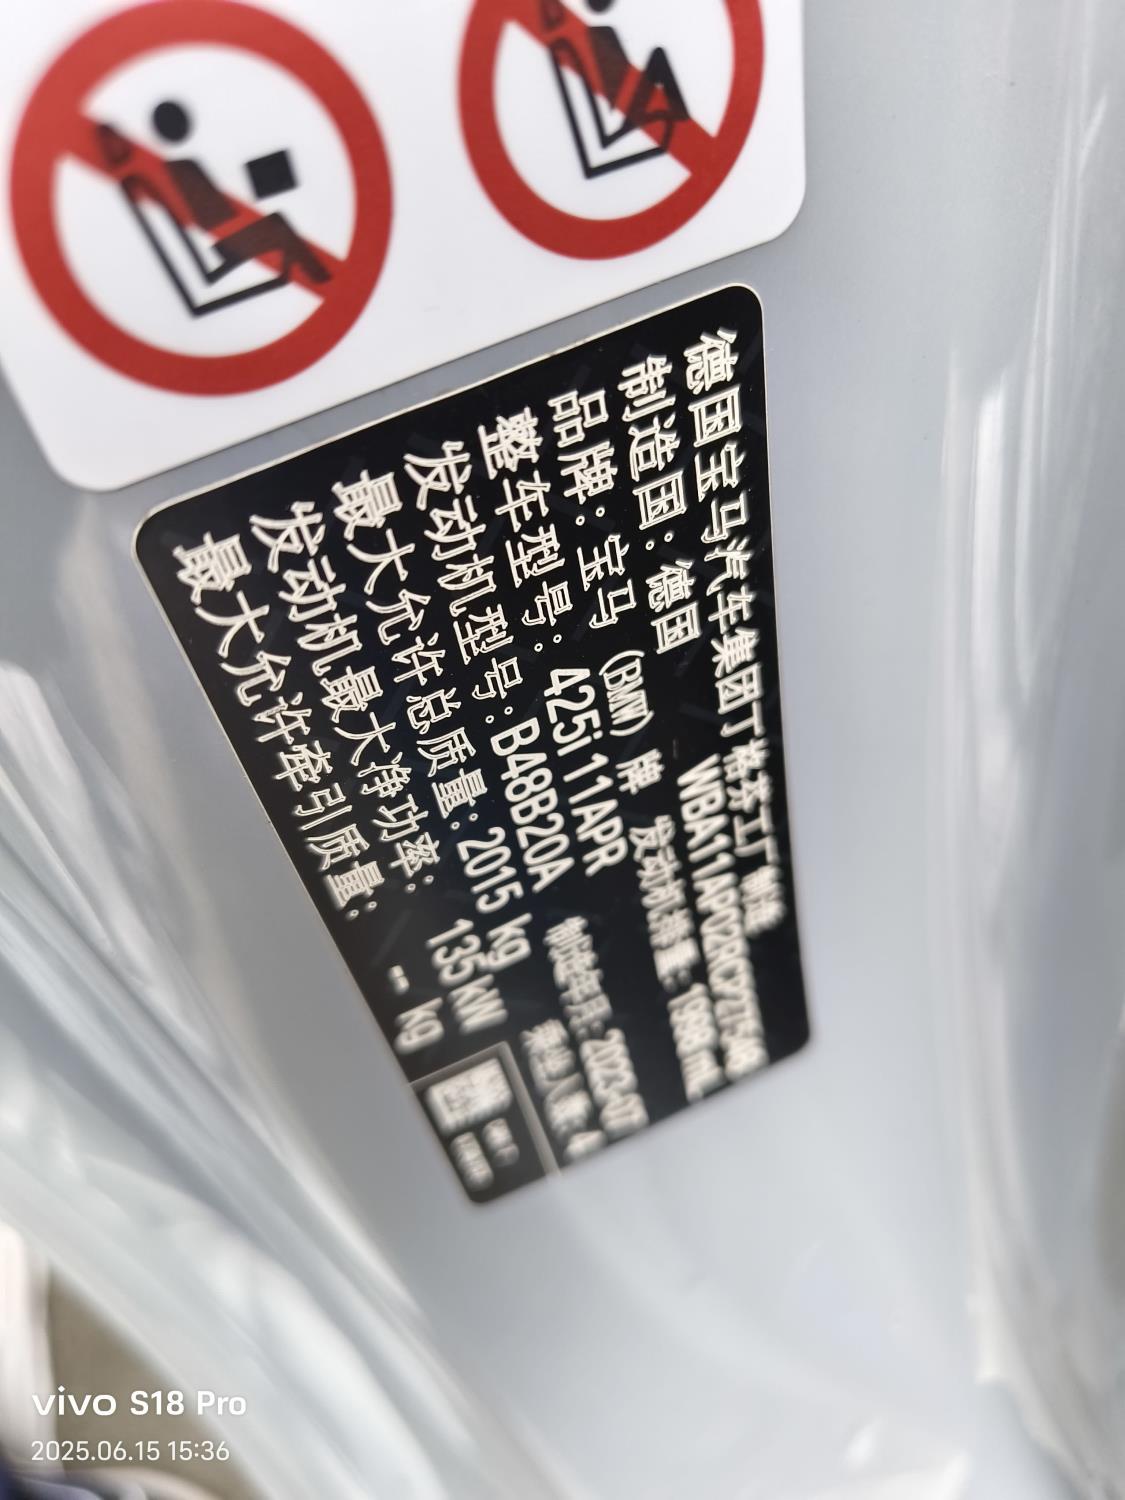 德国宝马汽车集团丁格芬工厂 制造
制造国：德国
品牌：宝马 (BMW) 牌 发动机排量：1998 mL
整车型号：425i 11APR
发动机型号：B48B20A 制造年月：2023-07
最大允许总质量：2015 kg 乘坐人数：4
发动机最大净功率： 135 kW
最大允许牵引质量： -- kg
vivo S18 Pro
2025.06.15 15:36